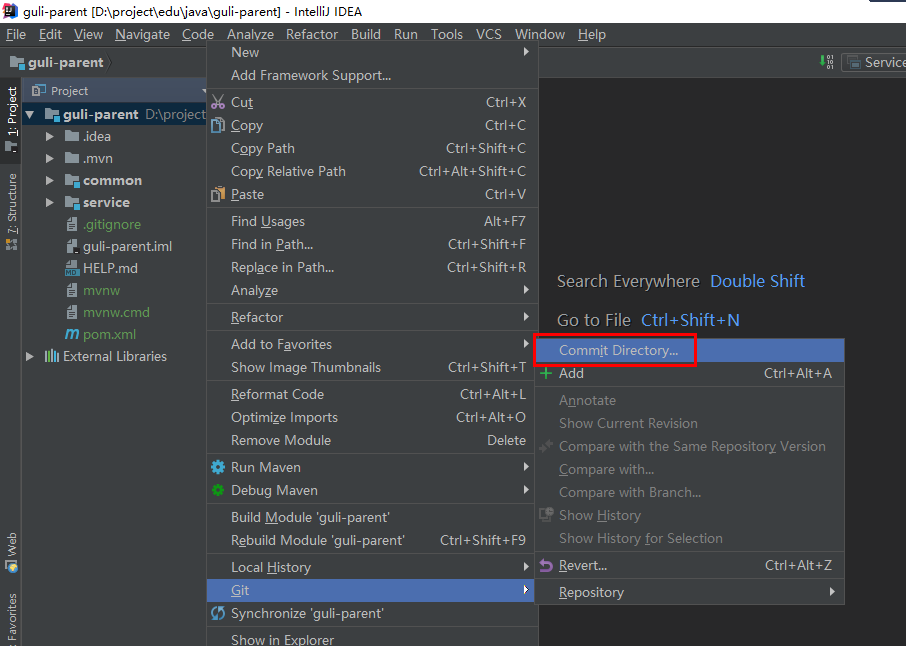 guli-parent [D:\project\edu\java\guli-parent] - IntelliJ IDEA
File Edit View Navigate Code Analyze Refactor Build Run Tools VCS Window Help
guli-parent
Service
1: Project
7: Structure
Web
Favorites
Project
guli-parent D:\project
.idea
.mvn
common
service
.gitignore
guli-parent.iml
HELP.md
mvnw
mvnw.cmd
pom.xml
External Libraries
New
Add Framework Support...
Cut Ctrl+X
Copy Ctrl+C
Copy Path Ctrl+Shift+C
Copy Relative Path Ctrl+Alt+Shift+C
Paste Ctrl+V
Find Usages Alt+F7
Find in Path... Ctrl+Shift+F
Replace in Path... Ctrl+Shift+R
Analyze
Refactor
Add to Favorites
Show Image Thumbnails Ctrl+Shift+T
Reformat Code Ctrl+Alt+L
Optimize Imports Ctrl+Alt+O
Remove Module Delete
Run Maven
Debug Maven
Build Module 'guli-parent'
Rebuild Module 'guli-parent' Ctrl+Shift+F9
Local History
Git
Synchronize 'guli-parent'
Show in Explorer
Search Everywhere Double Shift
Go to File Ctrl+Shift+N
Commit Directory...
Add Ctrl+Alt+A
Annotate
Show Current Revision
Compare with the Same Repository Version
Compare with...
Compare with Branch...
Show History
Show History for Selection
Revert... Ctrl+Alt+Z
Repository